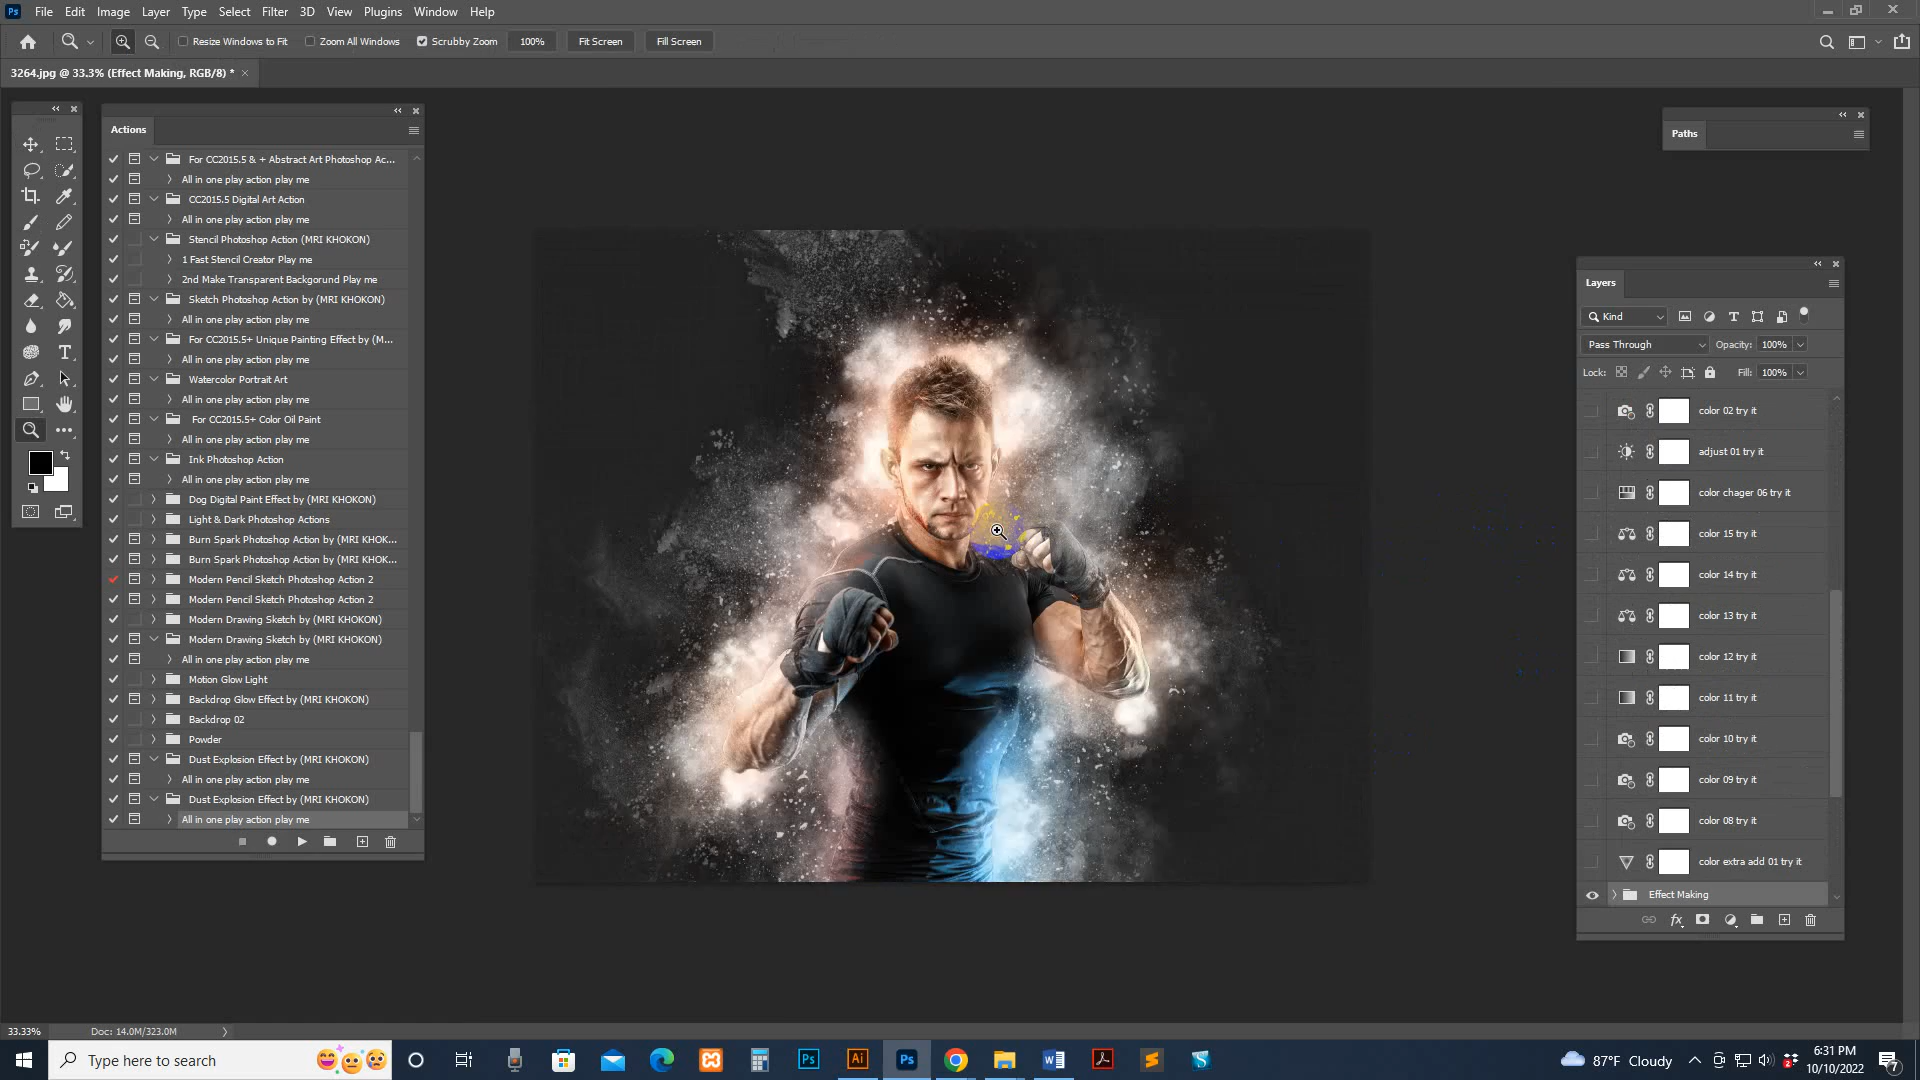 File Edit Image Layer Type Select Filter 3D View Plugins Window Help
Resize Windows to Fit Zoom All Windows Scrubby Zoom 100% Fit Screen Fill Screen
3264.jpg @ 33.3% (Effect Making, RGB/8) *
Actions
For CC2015.5 & + Abstract Art Photoshop Ac...
All in one play action play me
CC2015.5 Digital Art Action
All in one play action play me
Stencil Photoshop Action (MRI KHOKON)
1 Fast Stencil Creator Play me
2nd Make Transparent Backgorund Play me
Sketch Photoshop Action by (MRI KHOKON)
All in one play action play me
For CC2015.5+ Unique Painting Effect by (M...
All in one play action play me
Watercolor Portrait Art
All in one play action play me
For CC2015.5+ Color Oil Paint
All in one play action play me
Ink Photoshop Action
All in one play action play me
Dog Digital Paint Effect by (MRI KHOKON)
Light & Dark Photoshop Actions
Burn Spark Photoshop Action by (MRI KHOK...
Burn Spark Photoshop Action by (MRI KHOK...
Modern Pencil Sketch Photoshop Action 2
Modern Pencil Sketch Photoshop Action 2
Modern Drawing Sketch by (MRI KHOKON)
Modern Drawing Sketch by (MRI KHOKON)
All in one play action play me
Motion Glow Light
Backdrop Glow Effect by (MRI KHOKON)
Backdrop 02
Powder
Dust Explosion Effect by (MRI KHOKON)
All in one play action play me
Dust Explosion Effect by (MRI KHOKON)
All in one play action play me
Paths
Layers
Kind
Pass Through Opacity: 100%
Lock: Fill: 100%
color 02 try it
adjust 01 try it
color chager 06 try it
color 15 try it
color 14 try it
color 13 try it
color 12 try it
color 11 try it
color 10 try it
color 09 try it
color 08 try it
color extra add 01 try it
Effect Making
fx
33.33% Doc: 14.0M/323.0M
Type here to search
Ps
Ai
Ps
87°F Cloudy
6:31 PM
10/10/2022
2
7